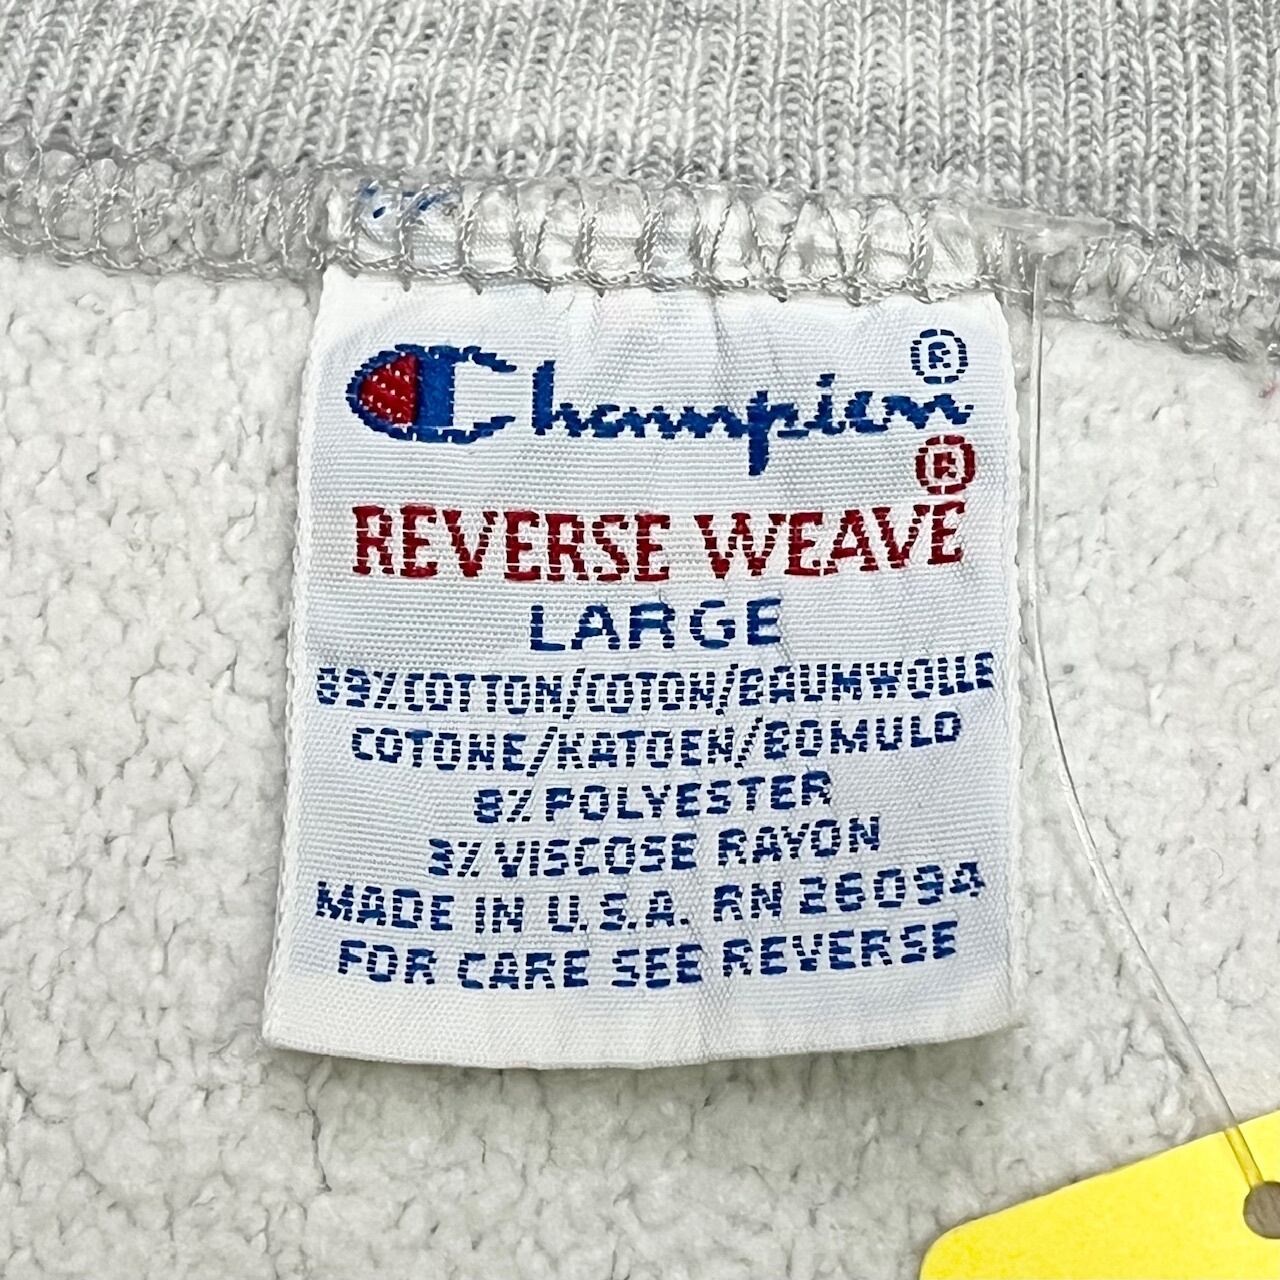 Champion®
REVERSE WEAVE®
LARGE
89%COTTON/COTON/BAUMWOLLE
COTONE/KATOEN/BOMULD
8%POLYESTER
3%VISCOSE RAYON
MADE IN U.S.A. RN 26094
FOR CARE SEE REVERSE